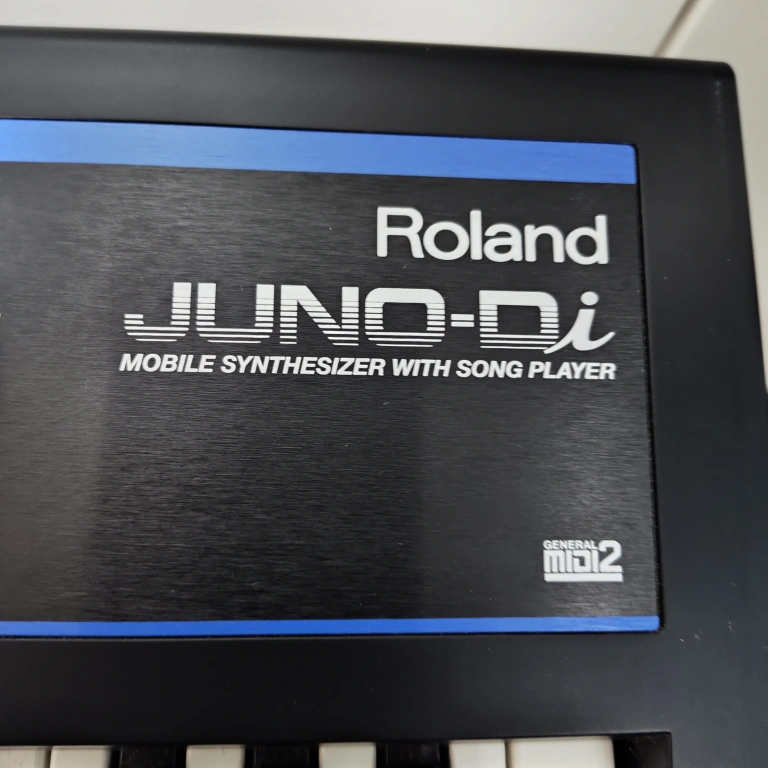 Roland
JUNO-Di
MOBILE SYNTHESIZER WITH SONG PLAYER
GENERAL
MIDI2